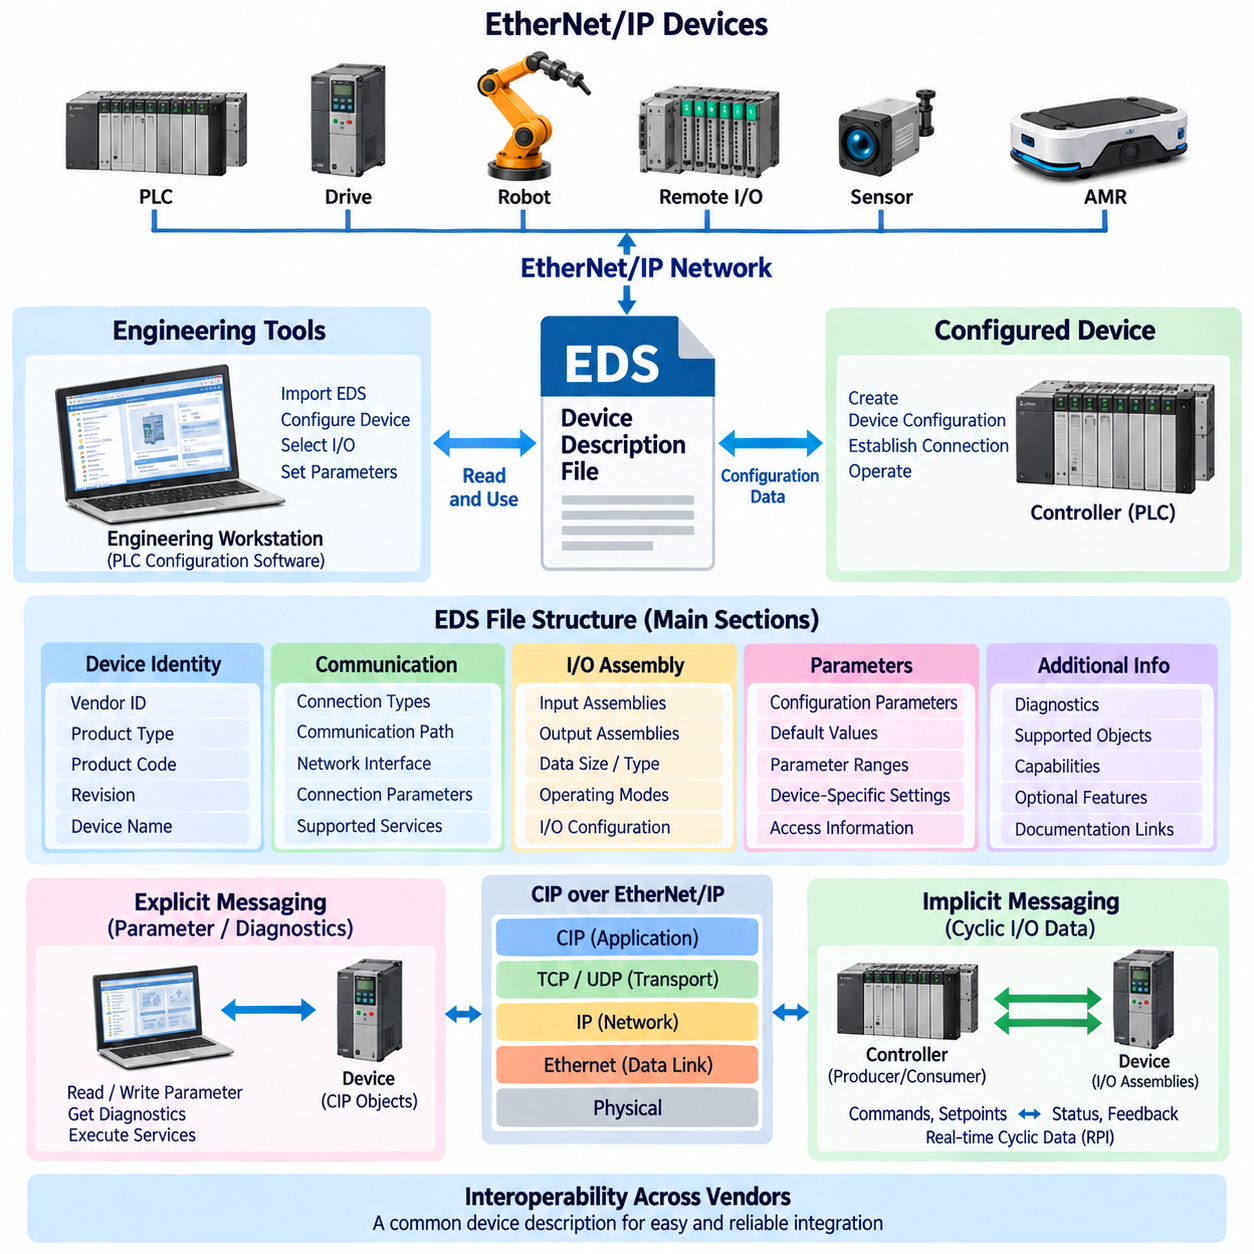 EtherNet/IP Devices
PLC
Drive
Robot
Remote I/O
Sensor
AMR
EtherNet/IP Network
Engineering Tools
Import EDS
Configure Device
Select I/O
Set Parameters
Engineering Workstation
(PLC Configuration Software)
Read
and Use
EDS
Device
Description
File
Configuration
Data
Configured Device
Create
Device Configuration
Establish Connection
Operate
Controller (PLC)
EDS File Structure (Main Sections)
Device Identity
Vendor ID
Product Type
Product Code
Revision
Device Name
Communication
Connection Types
Communication Path
Network Interface
Connection Parameters
Supported Services
I/O Assembly
Input Assemblies
Output Assemblies
Data Size / Type
Operating Modes
I/O Configuration
Parameters
Configuration Parameters
Default Values
Parameter Ranges
Device-Specific Settings
Access Information
Additional Info
Diagnostics
Supported Objects
Capabilities
Optional Features
Documentation Links
Explicit Messaging
(Parameter / Diagnostics)
Device
(CIP Objects)
Read / Write Parameter
Get Diagnostics
Execute Services
CIP over EtherNet/IP
CIP (Application)
TCP / UDP (Transport)
IP (Network)
Ethernet (Data Link)
Physical
Implicit Messaging
(Cyclic I/O Data)
Controller
(Producer/Consumer)
Device
(I/O Assemblies)
Commands, Setpoints ↔ Status, Feedback
Real-time Cyclic Data (RPI)
Interoperability Across Vendors
A common device description for easy and reliable integration